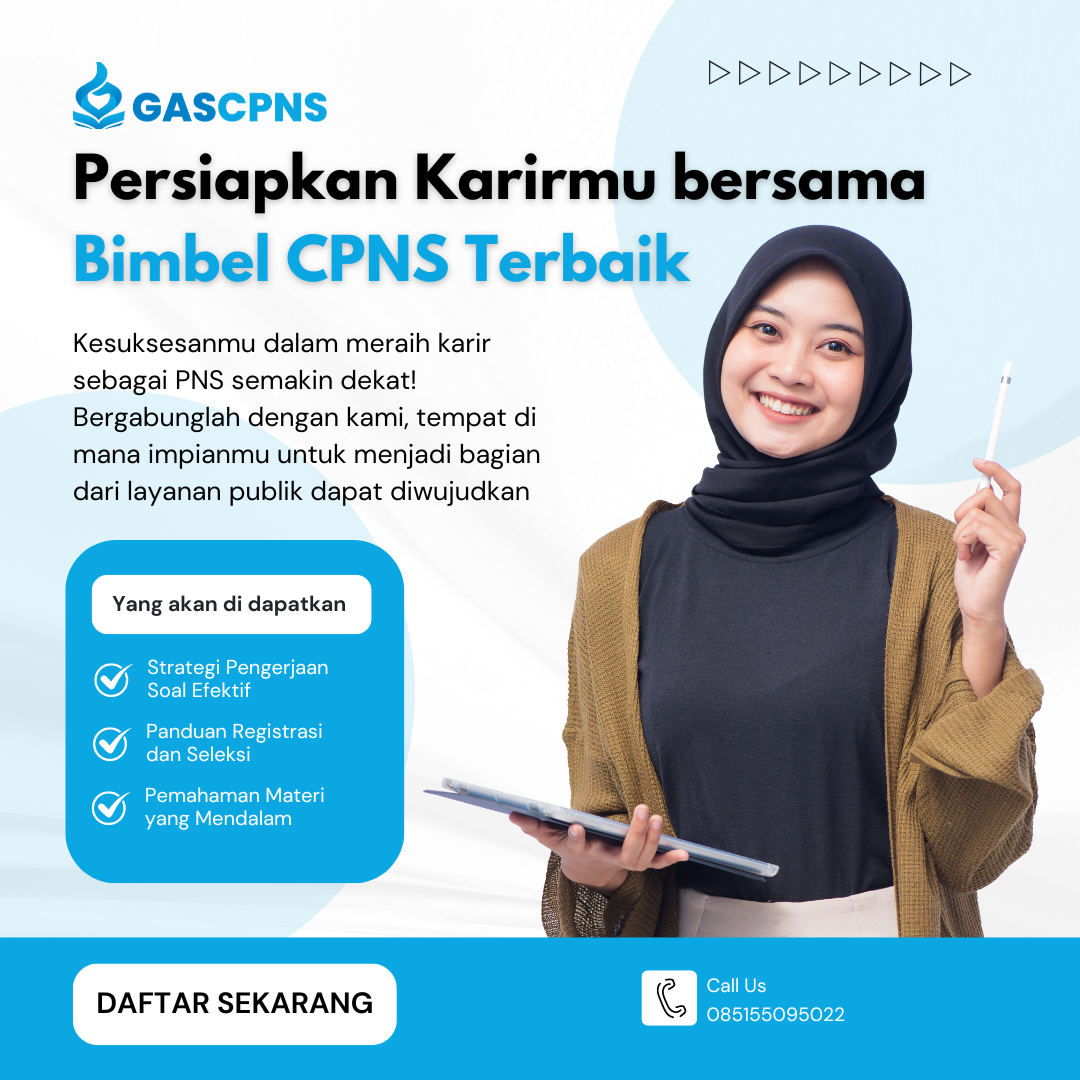 GASCPNS
Persiapkan Karirmu bersama
Bimbel CPNS Terbaik
Kesuksesanmu dalam meraih karir
sebagai PNS semakin dekat!
Bergabunglah dengan kami, tempat di
mana impianmu untuk menjadi bagian
dari layanan publik dapat diwujudkan
Yang akan di dapatkan
Strategi Pengerjaan
Soal Efektif
Panduan Registrasi
dan Seleksi
Pemahaman Materi
yang Mendalam
DAFTAR SEKARANG
Call Us
085155095022